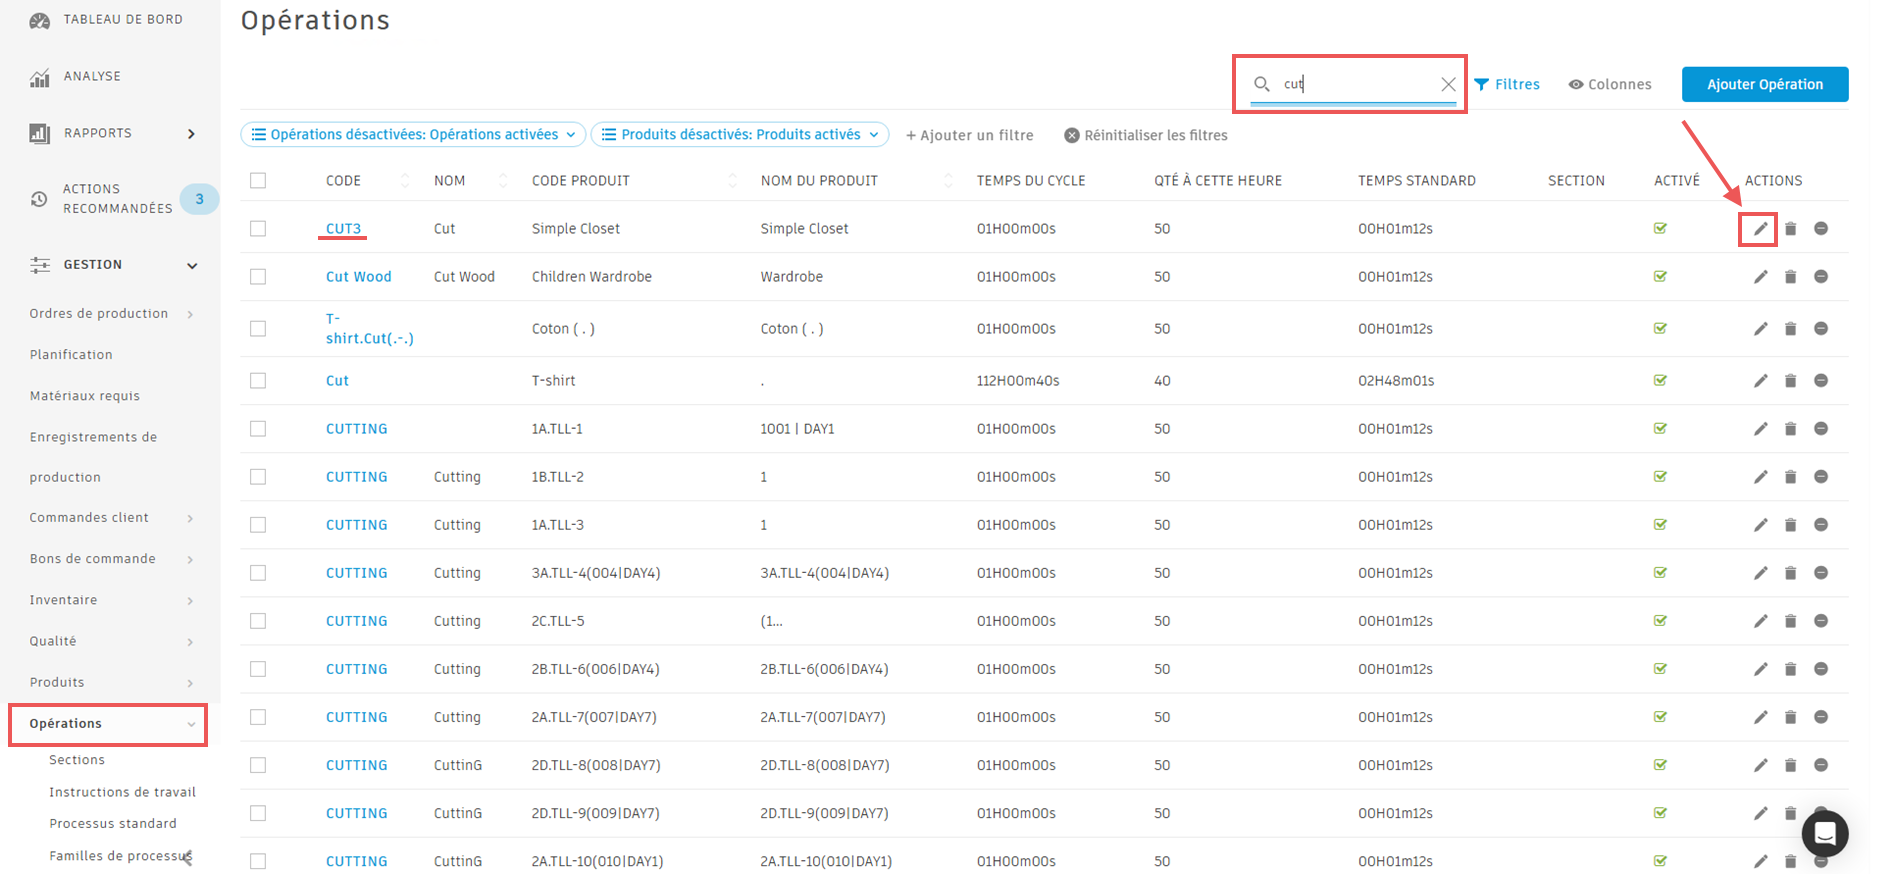 TABLEAU DE BORD
ANALYSE
RAPPORTS
ACTIONS
RECOMMANDÉES
3
GESTION
Ordres de production
Planification
Matériaux requis
Enregistrements de
production
Commandes client
Bons de commande
Inventaire
Qualité
Produits
Opérations
Sections
Instructions de travail
Processus standard
Familles de processus
Opérations
cut
Filtres
Colonnes
Ajouter Opération
Opérations désactivées: Opérations activées
Produits désactivés: Produits activés
+ Ajouter un filtre
Réinitialiser les filtres
CODE NOM CODE PRODUIT NOM DU PRODUIT TEMPS DU CYCLE QTÉ À CETTE HEURE TEMPS STANDARD SECTION ACTIVÉ ACTIONS
CUT3 Cut Simple Closet Simple Closet 01H00m00s 50 00H01m12s
Cut Wood Cut Wood Children Wardrobe Wardrobe 01H00m00s 50 00H01m12s
T-
shirt.Cut(.-.) Coton ( . ) Coton ( . ) 01H00m00s 50 00H01m12s
Cut T-shirt . 112H00m40s 40 02H48m01s
CUTTING 1A.TLL-1 1001 | DAY1 01H00m00s 50 00H01m12s
CUTTING Cutting 1B.TLL-2 1 01H00m00s 50 00H01m12s
CUTTING Cutting 1A.TLL-3 1 01H00m00s 50 00H01m12s
CUTTING Cutting 3A.TLL-4(004|DAY4) 3A.TLL-4(004|DAY4) 01H00m00s 50 00H01m12s
CUTTING Cutting 2C.TLL-5 (1... 01H00m00s 50 00H01m12s
CUTTING Cutting 2B.TLL-6(006|DAY4) 2B.TLL-6(006|DAY4) 01H00m00s 50 00H01m12s
CUTTING Cutting 2A.TLL-7(007|DAY7) 2A.TLL-7(007|DAY7) 01H00m00s 50 00H01m12s
CUTTING CuttinG 2D.TLL-8(008|DAY7) 2D.TLL-8(008|DAY7) 01H00m00s 50 00H01m12s
CUTTING CuttinG 2D.TLL-9(009|DAY7) 2D.TLL-9(009|DAY7) 01H00m00s 50 00H01m12s
CUTTING CuttinG 2A.TLL-10(010|DAY1) 2A.TLL-10(010|DAY1) 01H00m00s 50 00H01m12s